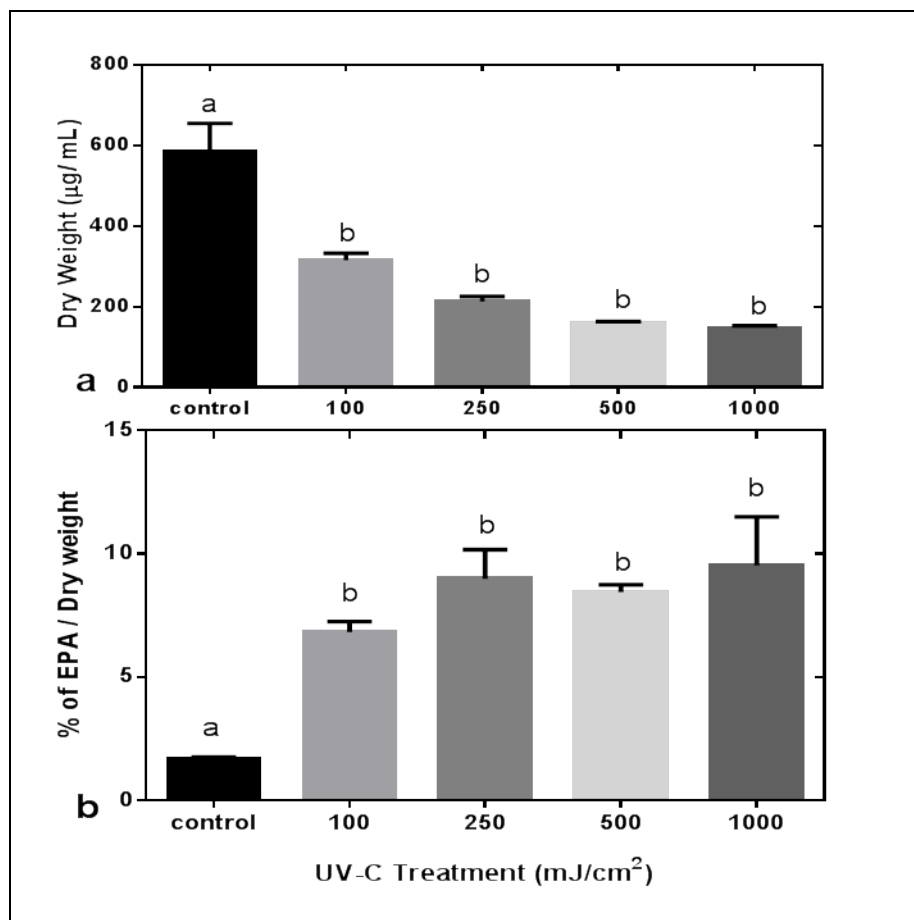 800
a
600
Dry Weight (µg/mL)
400
b
b
200
b
b
a
0
control 100 250 500 1000
15
b
b
b
10
b
% of EPA / Dry weight
5
a
b
0
control 100 250 500 1000
UV-C Treatment (mJ/cm²)